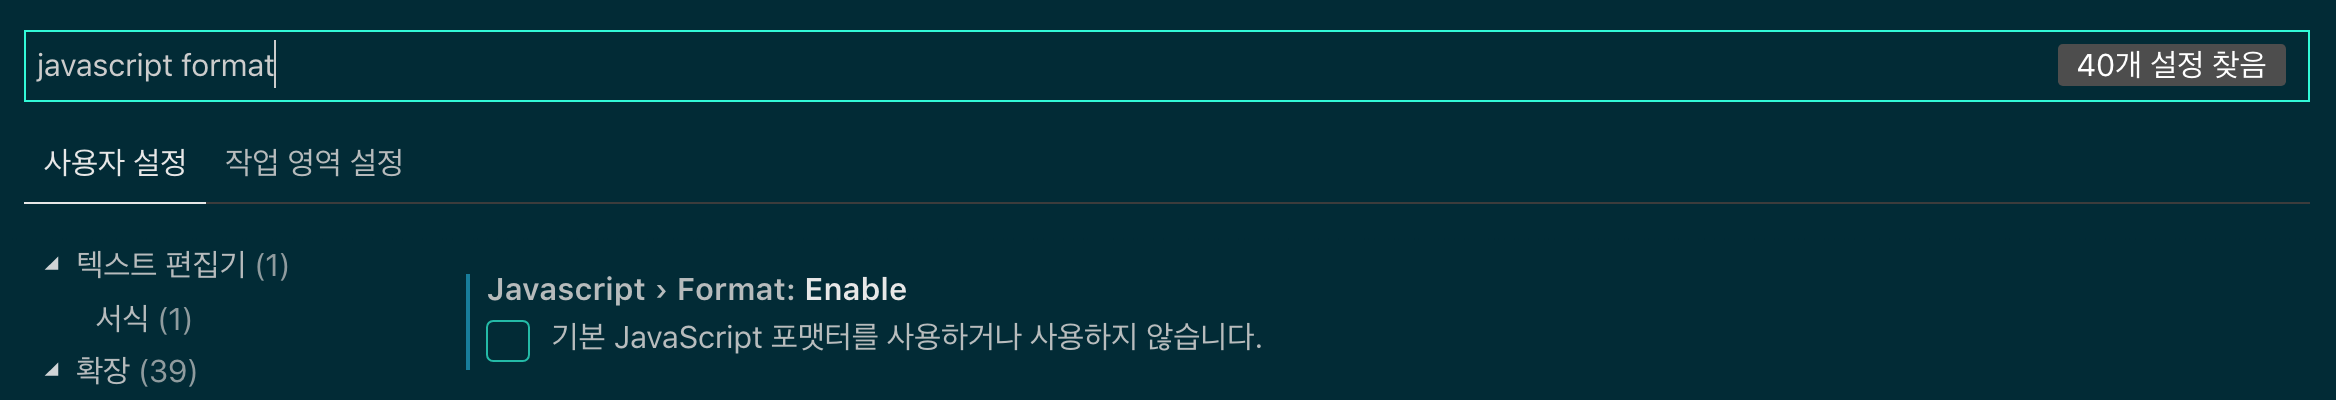 javascript format
40개 설정 찾음
사용자 설정
작업 영역 설정
텍스트 편집기 (1)
서식 (1)
확장 (39)
Javascript › Format: Enable
기본 JavaScript 포맷터를 사용하거나 사용하지 않습니다.